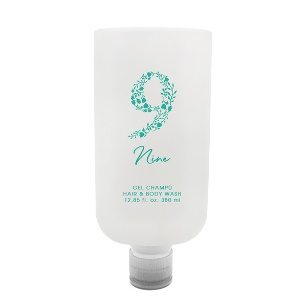 9
Nine
GEL CHAMPÚ
HAIR & BODY WASH
12.85 fl. oz. 380 ml